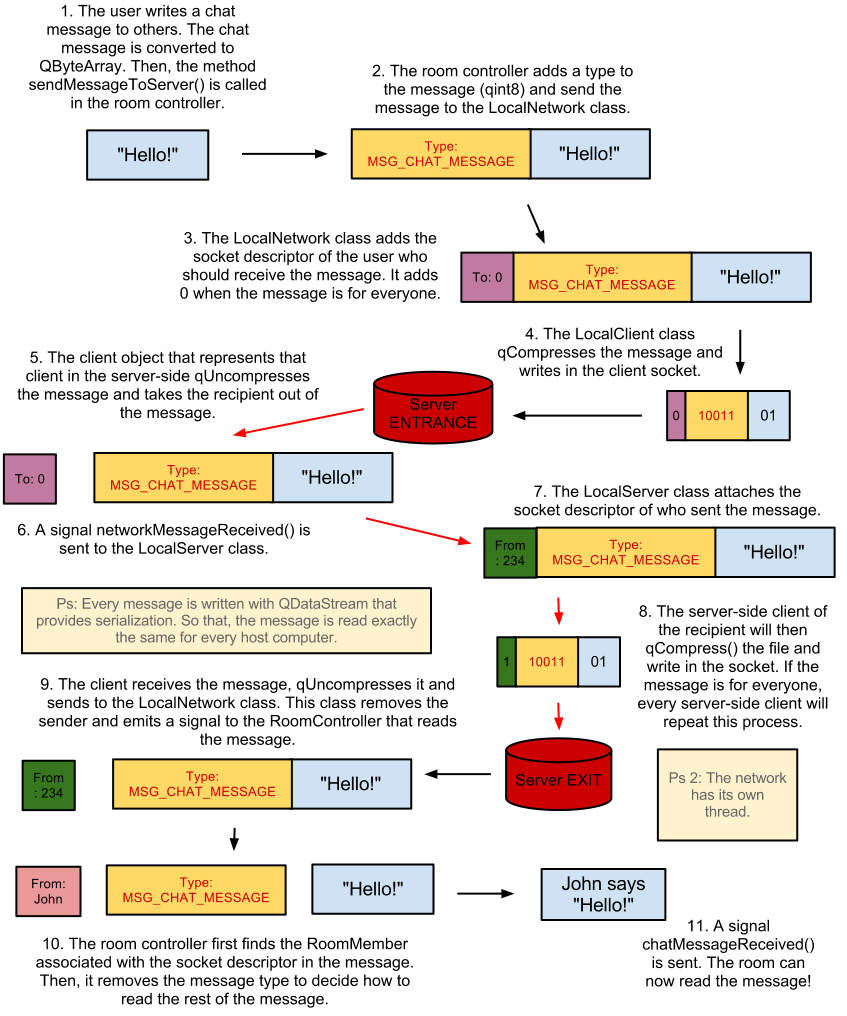 1. The user writes a chat
message to others. The chat
message is converted to
QByteArray. Then, the method
sendMessageToServer() is called
in the room controller.
2. The room controller adds a type to
the message (qint8) and send the
message to the LocalNetwork class.
"Hello!"
Type:
MSG_CHAT_MESSAGE
"Hello!"
3. The LocalNetwork class adds the
socket descriptor of the user who
should receive the message. It adds
0 when the message is for everyone.
To: 0
Type:
MSG_CHAT_MESSAGE
"Hello!"
4. The LocalClient class
qCompresses the message and
writes in the client socket.
0
10011
01
Server
ENTRANCE
5. The client object that represents that
client in the server-side qUncompresses
the message and takes the recipient out of
the message.
To: 0
Type:
MSG_CHAT_MESSAGE
"Hello!"
6. A signal networkMessageReceived() is
sent to the LocalServer class.
7. The LocalServer class attaches the
socket descriptor of who sent the message.
From
: 234
Type:
MSG_CHAT_MESSAGE
"Hello!"
Ps: Every message is written with QDataStream that
provides serialization. So that, the message is read exactly
the same for every host computer.
8. The server-side client of
the recipient will then
qCompress() the file and
write in the socket. If the
message is for everyone,
every server-side client will
repeat this process.
1
10011
01
Server EXIT
Ps 2: The network
has its own
thread.
9. The client receives the message, qUncompresses it and
sends to the LocalNetwork class. This class removes the
sender and emits a signal to the RoomController that reads
the message.
From
: 234
Type:
MSG_CHAT_MESSAGE
"Hello!"
From:
John
Type:
MSG_CHAT_MESSAGE
"Hello!"
John says
"Hello!"
10. The room controller first finds the RoomMember
associated with the socket descriptor in the message.
Then, it removes the message type to decide how to
read the rest of the message.
11. A signal
chatMessageReceived()
is sent. The room can
now read the message!